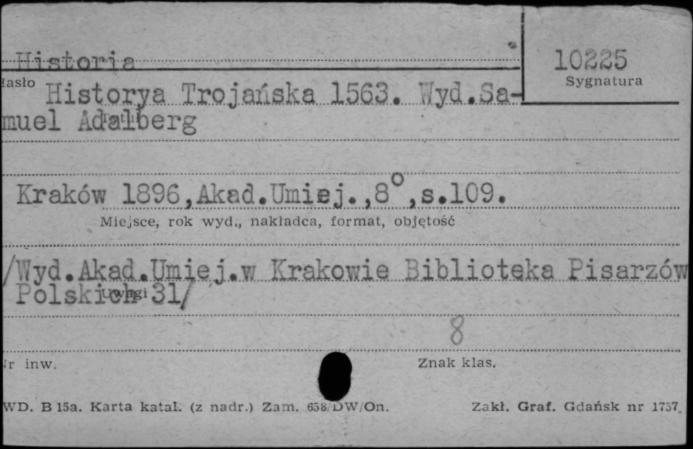 Historia
10225
Sygnatura
Hasło
Historya Trojańska 1563. Wyd.Sa-
muel Adalberg
Kraków 1896,Akad.Umiej.,8°,s.109.
Miejsce, rok wyd., nakładca, format, objętość
/Wyd.Akad.Umiej.w Krakowie Biblioteka Pisarzów
Polskich 31/
Uwagi
8
Nr inw.
Znak klas.
WD. B 15a. Karta katal. (z nadr.) Zam. 658/DW/On.
Zakł. Graf. Gdańsk nr 1757